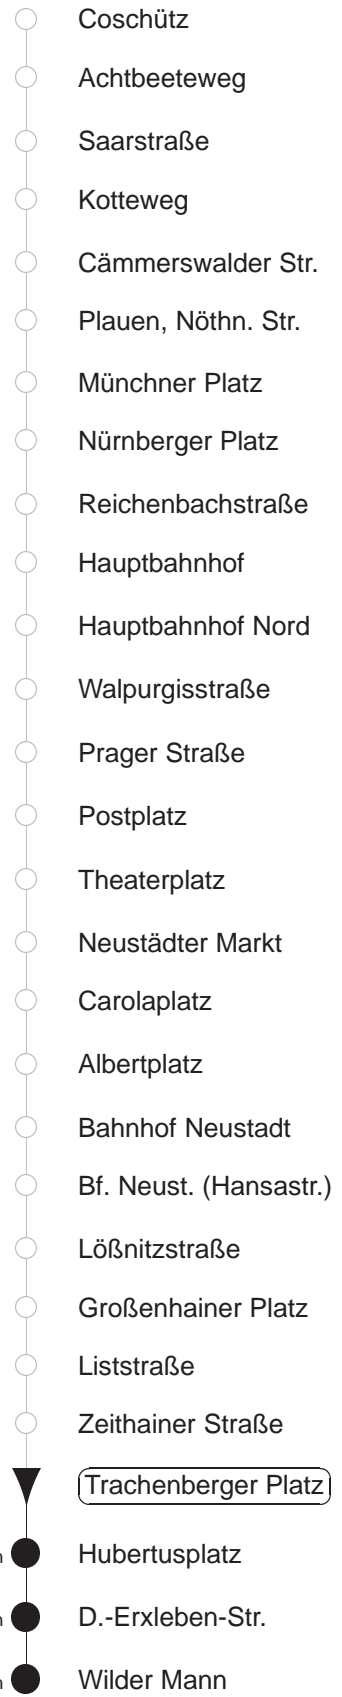 Coschütz
Achtbeeteweg
Saarstraße
Kotteweg
Cämmerswalder Str.
Plauen, Nöthn. Str.
Münchner Platz
Nürnberger Platz
Reichenbachstraße
Hauptbahnhof
Hauptbahnhof Nord
Walpurgisstraße
Prager Straße
Postplatz
Theaterplatz
Neustädter Markt
Carolaplatz
Albertplatz
Bahnhof Neustadt
Bf. Neust. (Hansastr.)
Lößnitzstraße
Großenhainer Platz
Liststraße
Zeithainer Straße
Trachenberger Platz
Hubertusplatz
D.-Erxleben-Str.
Wilder Mann